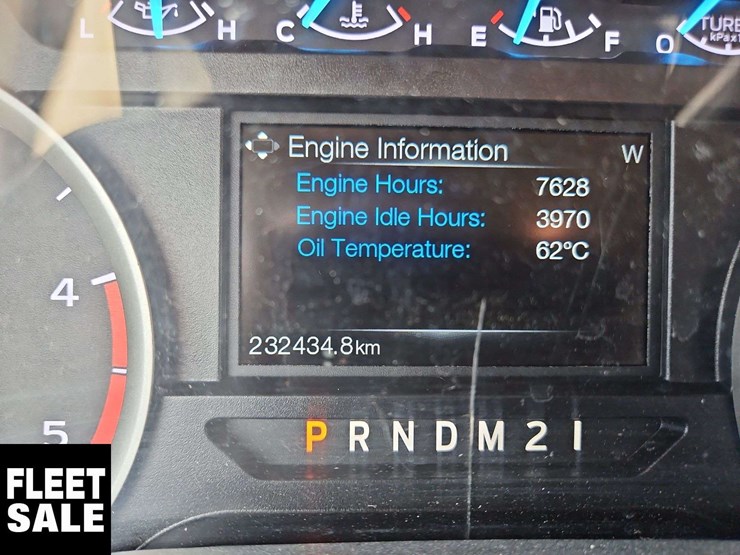 L H C H E F O TURB
kPax1
Engine Information W
Engine Hours: 7628
Engine Idle Hours: 3970
Oil Temperature: 62°C
232434.8km
4
5
P R N D M 2 1
FLEET
SALE